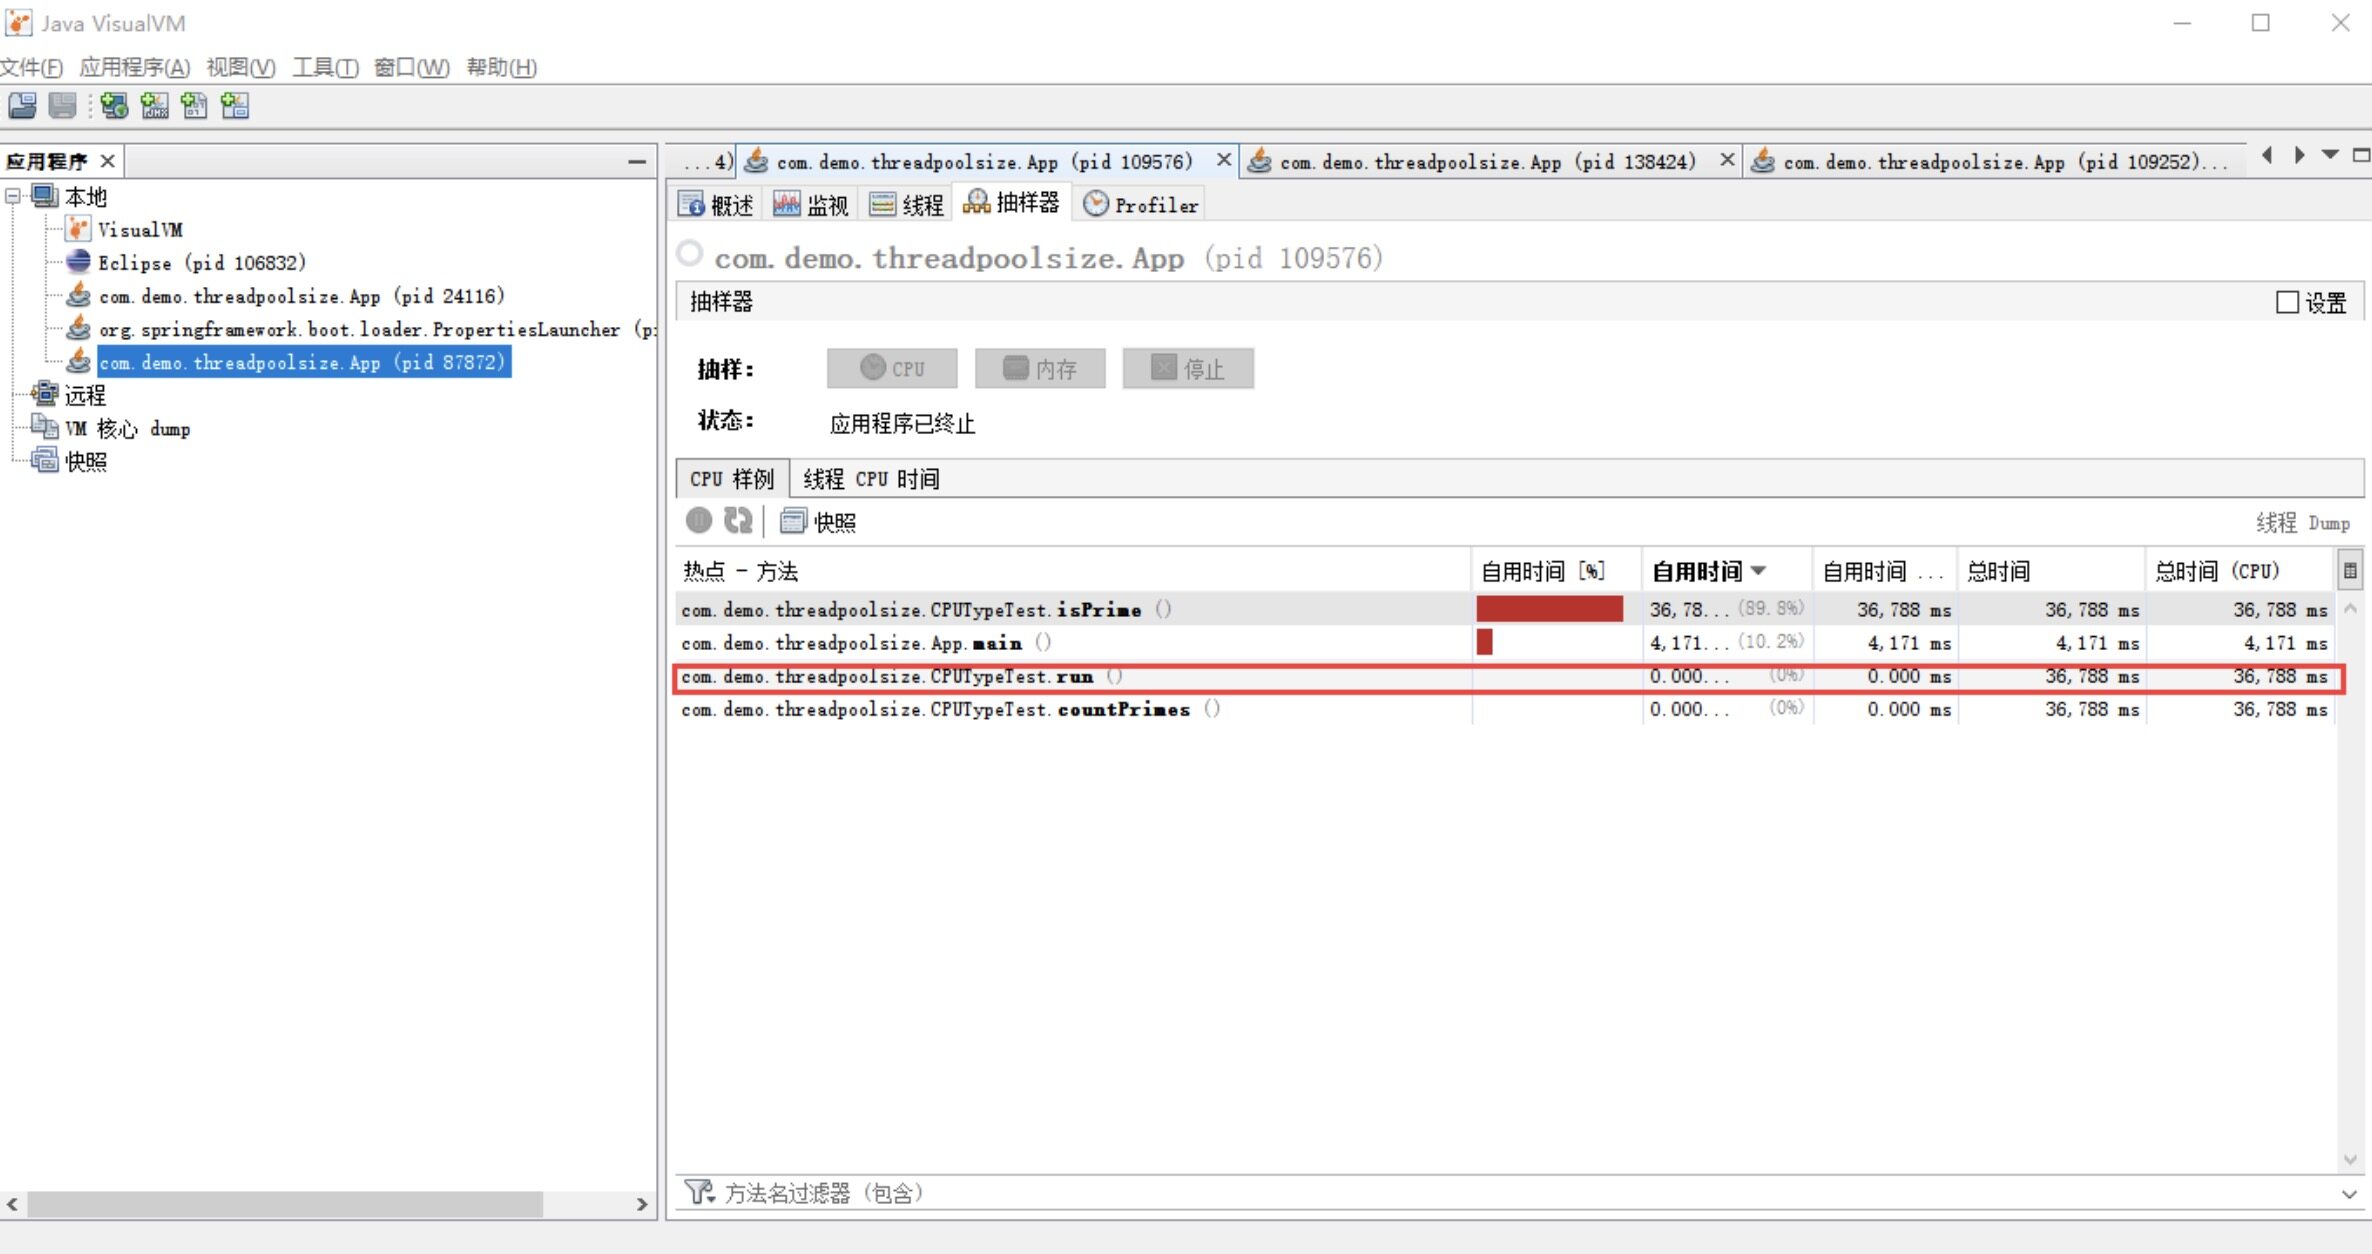 Java VisualVM
文件(F) 应用程序(A) 视图(V) 工具(T) 窗口(W) 帮助(H)
应用程序
本地
VisualVM
Eclipse (pid 106832)
com.demo.threadpoolsize.App (pid 24116)
org.springframework.boot.loader.PropertiesLauncher (pi
com.demo.threadpoolsize.App (pid 87872)
远程
VM 核心 dump
快照
...4) com.demo.threadpoolsize.App (pid 109576) com.demo.threadpoolsize.App (pid 138424) com.demo.threadpoolsize.App (pid 109252)...
概述 监视 线程 抽样器 Profiler
com.demo.threadpoolsize.App (pid 109576)
抽样器 设置
抽样: CPU 内存 停止
状态: 应用程序已终止
CPU 样例 线程 CPU 时间
快照 线程 Dump
热点 - 方法 自用时间 [%] 自用时间 自用时间 ... 总时间 总时间 (CPU)
com.demo.threadpoolsize.CPUTypeTest.isPrime () 36,78... (89.8%) 36,788 ms 36,788 ms 36,788 ms
com.demo.threadpoolsize.App.main () 4,171... (10.2%) 4,171 ms 4,171 ms 4,171 ms
com.demo.threadpoolsize.CPUTypeTest.run () 0.000... (0%) 0.000 ms 36,788 ms 36,788 ms
com.demo.threadpoolsize.CPUTypeTest.countPrimes () 0.000... (0%) 0.000 ms 36,788 ms 36,788 ms
方法名过滤器 (包含)